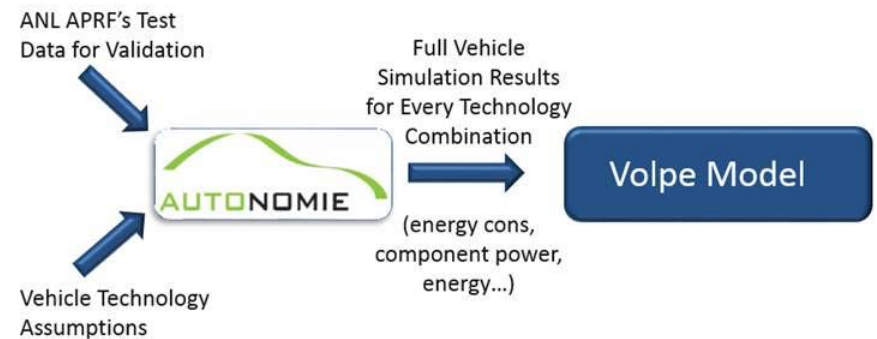 ANL APRF's Test
Data for Validation
Full Vehicle
Simulation Results
for Every Technology
Combination
AUTONOMIE
Volpe Model
(energy cons,
component power,
energy...)
Vehicle Technology
Assumptions